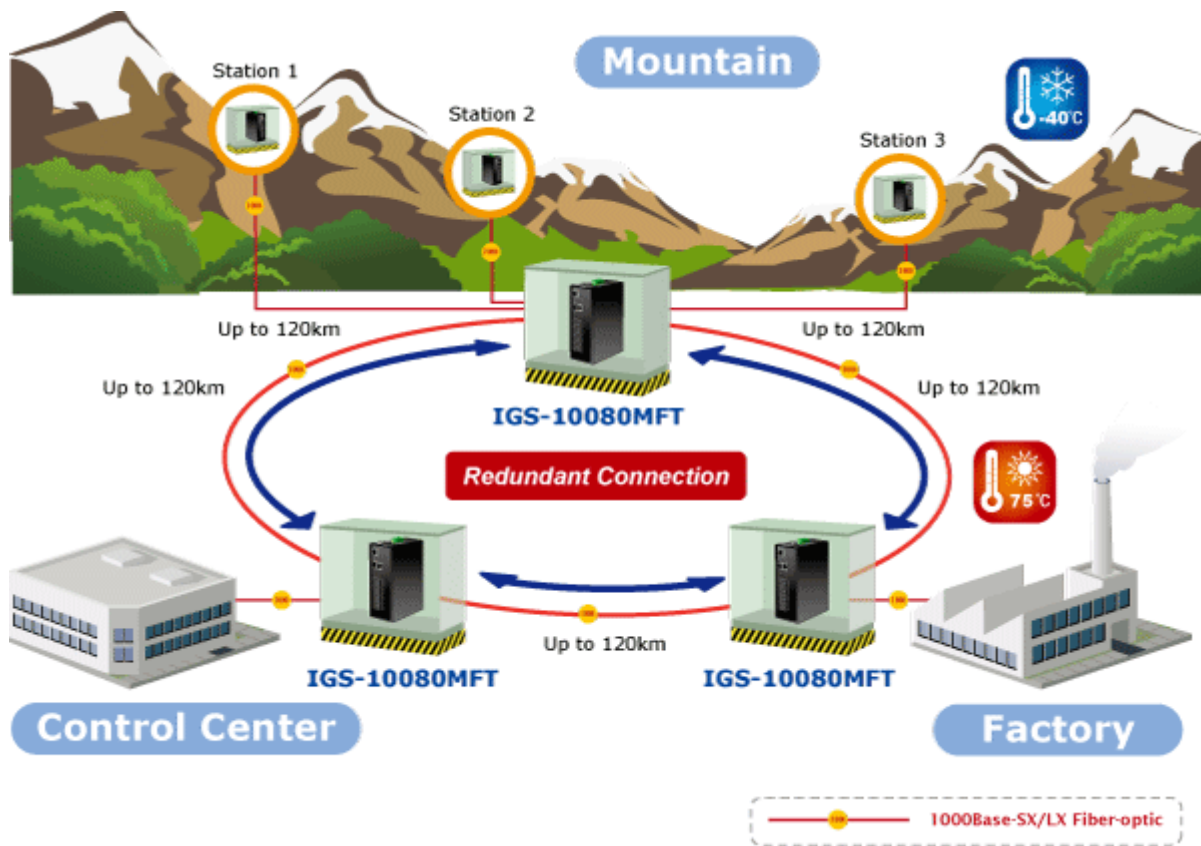 Mountain
Station 1
Station 2
Station 3
-40°C
Up to 120km
Up to 120km
Up to 120km
Up to 120km
IGS-10080MFT
Redundant Connection
75°C
Up to 120km
IGS-10080MFT
IGS-10080MFT
Control Center
Factory
1000Base-SX/LX Fiber-optic